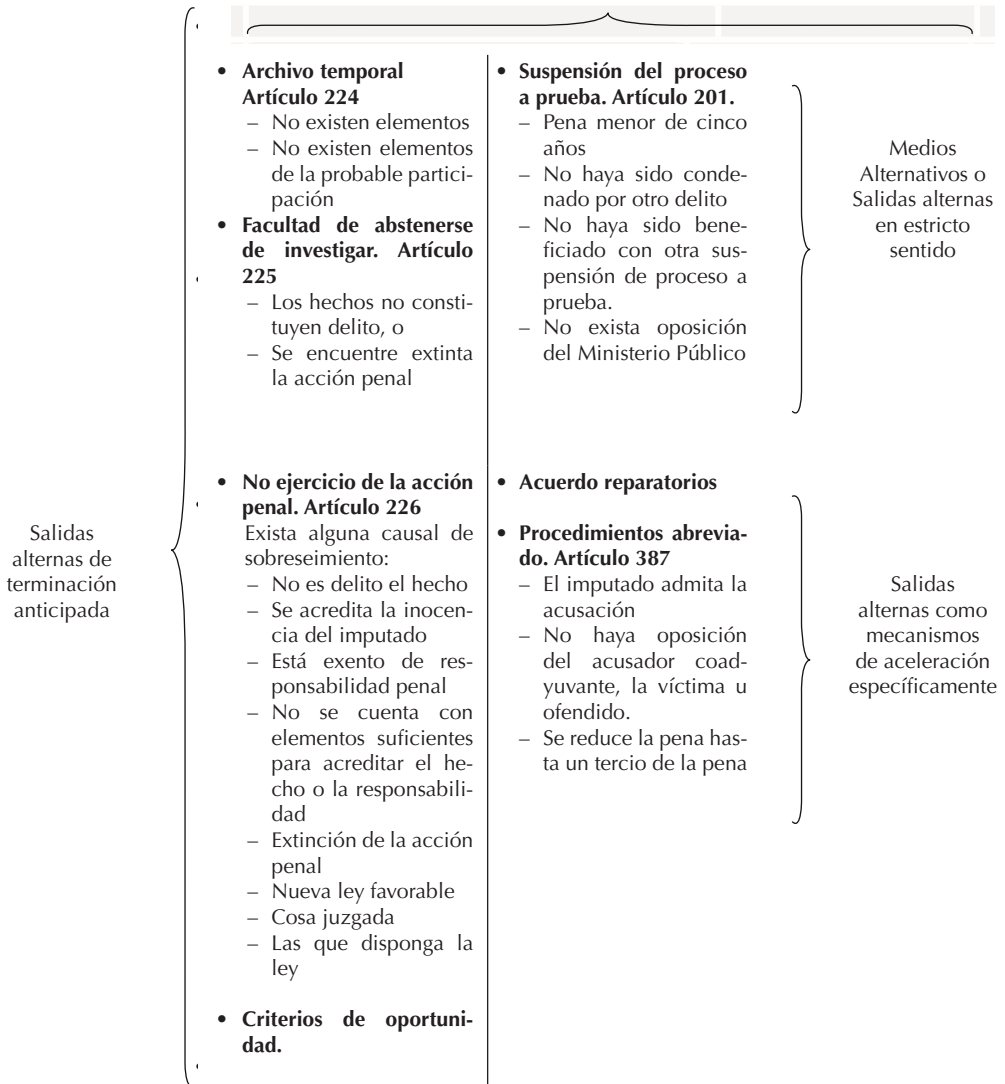 Salidas
alternas de
terminación
anticipada
• Archivo temporal
Artículo 224
– No existen elementos
– No existen elementos
de la probable partici-
pación
• Facultad de abstenerse
de investigar. Artículo
225
– Los hechos no consti-
tuyen delito, o
– Se encuentre extinta
la acción penal
• No ejercicio de la acción
penal. Artículo 226
Exista alguna causal de
sobreseimiento:
– No es delito el hecho
– Se acredita la inocen-
cia del imputado
– Está exento de res-
ponsabilidad penal
– No se cuenta con
elementos suficientes
para acreditar el he-
cho o la responsabili-
dad
– Extinción de la acción
penal
– Nueva ley favorable
– Cosa juzgada
– Las que disponga la
ley
• Criterios de oportuni-
dad.
• Suspensión del proceso
a prueba. Artículo 201.
– Pena menor de cinco
años
– No haya sido conde-
nado por otro delito
– No haya sido bene-
ficiado con otra sus-
pensión de proceso a
prueba.
– No exista oposición
del Ministerio Público
• Acuerdo reparatorios
• Procedimientos abrevia-
do. Artículo 387
– El imputado admita la
acusación
– No haya oposición
del acusador coad-
yuvante, la víctima u
ofendido.
– Se reduce la pena has-
ta un tercio de la pena
Medios
Alternativos o
Salidas alternas
en estricto
sentido
Salidas
alternas como
mecanismos
de aceleración
específicamente